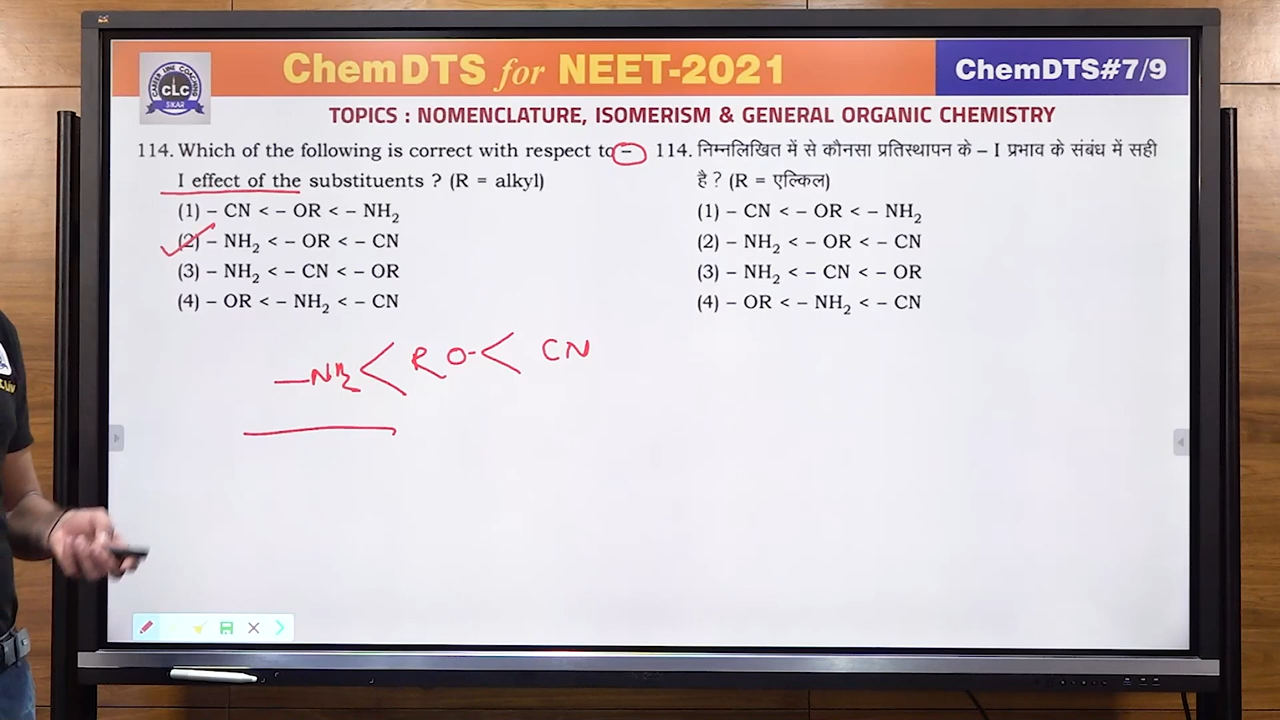 ChemDTS for NEET-2021
ChemDTS#7/9
CLC
SIKAR
TOPICS : NOMENCLATURE, ISOMERISM & GENERAL ORGANIC CHEMISTRY
114. Which of the following is correct with respect to –
I effect of the substituents ? (R = alkyl)
(1) – CN < – OR < – NH₂
(2) – NH₂ < – OR < – CN
(3) – NH₂ < – CN < – OR
(4) – OR < – NH₂ < – CN
–NH₂ < RO- < CN
114. निम्नलिखित में से कौनसा प्रतिस्थापन के – I प्रभाव के संबंध में सही
है ? (R = एल्किल)
(1) – CN < – OR < – NH₂
(2) – NH₂ < – OR < – CN
(3) – NH₂ < – CN < – OR
(4) – OR < – NH₂ < – CN